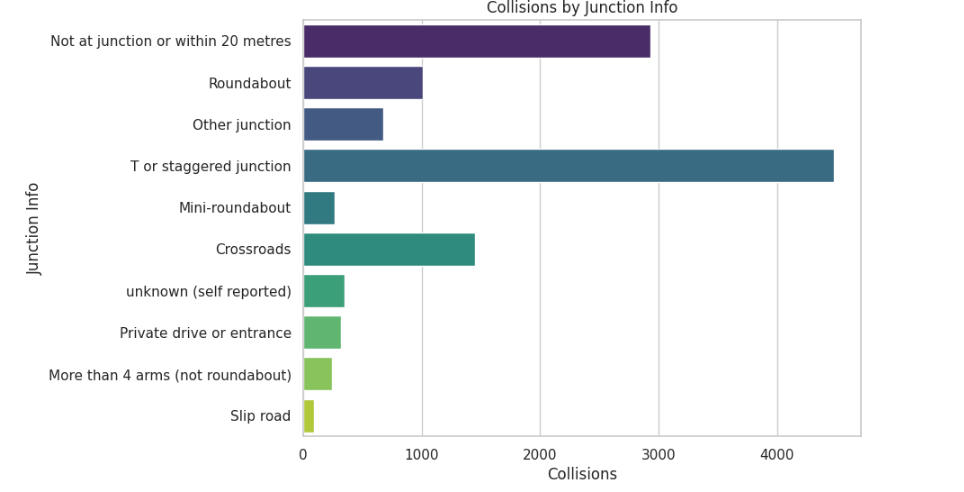 Collisions by Junction Info
Junction Info
Not at junction or within 20 metres
Roundabout
Other junction
T or staggered junction
Mini-roundabout
Crossroads
unknown (self reported)
Private drive or entrance
More than 4 arms (not roundabout)
Slip road
0 1000 2000 3000 4000
Collisions